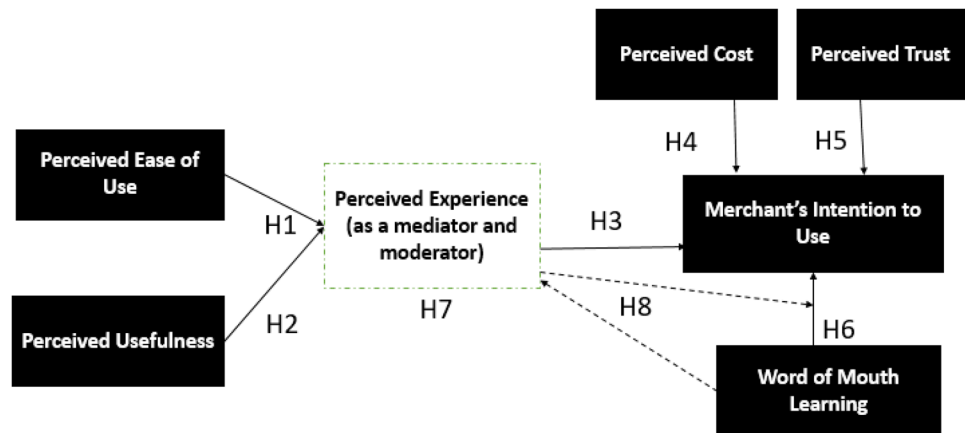 Perceived Cost
Perceived Trust
H4
H5
Perceived Ease of
Use
H1
Perceived Experience
(as a mediator and
moderator)
H3
Merchant's Intention to
Use
H2
Perceived Usefulness
H7
H8
H6
Word of Mouth
Learning